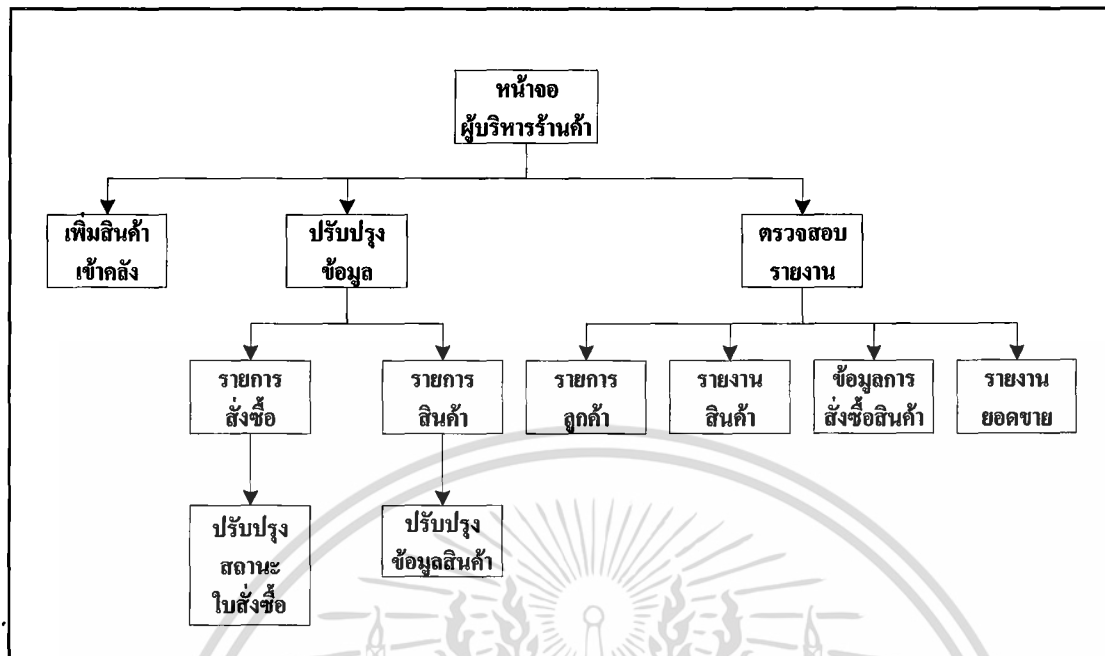 หน้าจอ
ผู้บริหารร้านค้า
เพิ่มสินค้า
เข้าคลัง
ปรับปรุง
ข้อมูล
ตรวจสอบ
รายงาน
รายการ
สั่งซื้อ
รายการ
สินค้า
รายการ
ลูกค้า
รายงาน
สินค้า
ข้อมูลการ
สั่งซื้อสินค้า
รายงาน
ยอดขาย
ปรับปรุง
สถานะ
ใบสั่งซื้อ
ปรับปรุง
ข้อมูลสินค้า